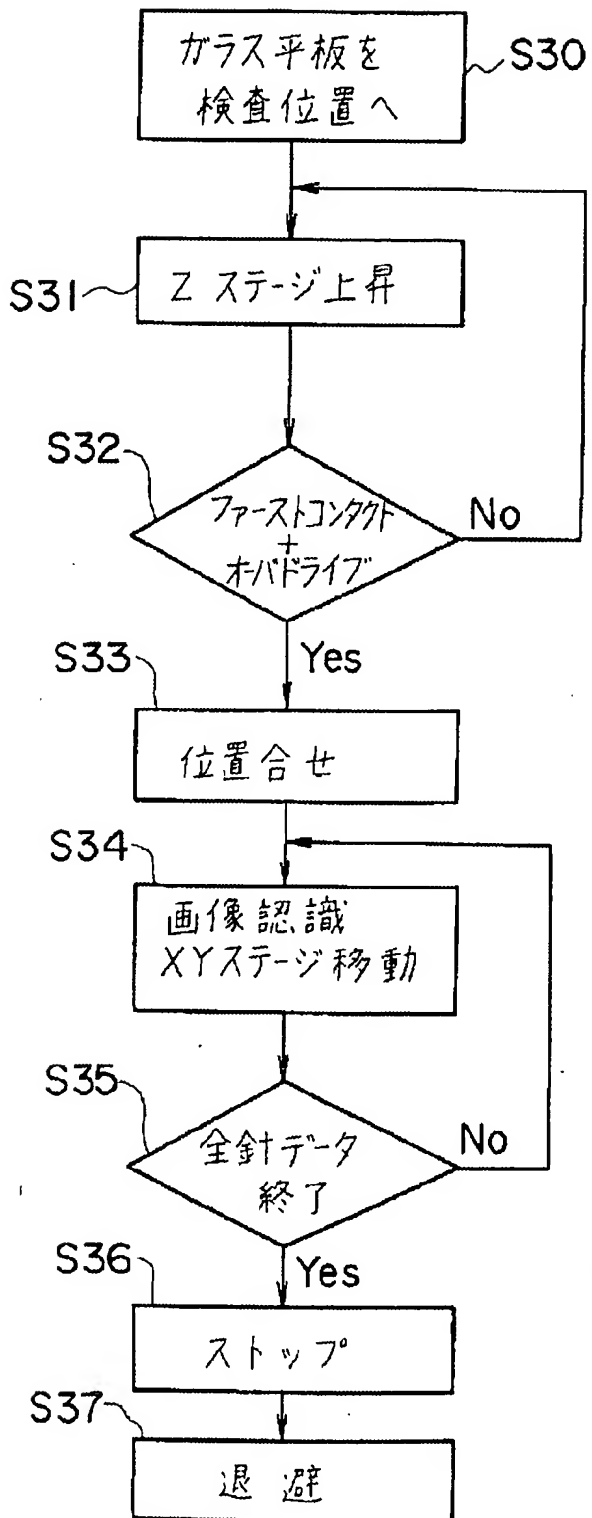 ガラス平板を
検査位置へ
S30
S31
Z ステージ上昇
S32
ファーストコンタクト
+
オーバドライブ
No
Yes
S33
位置合せ
S34
画像認識
XYステージ移動
S35
全針データ
終了
No
Yes
S36
ストップ
S37
退避